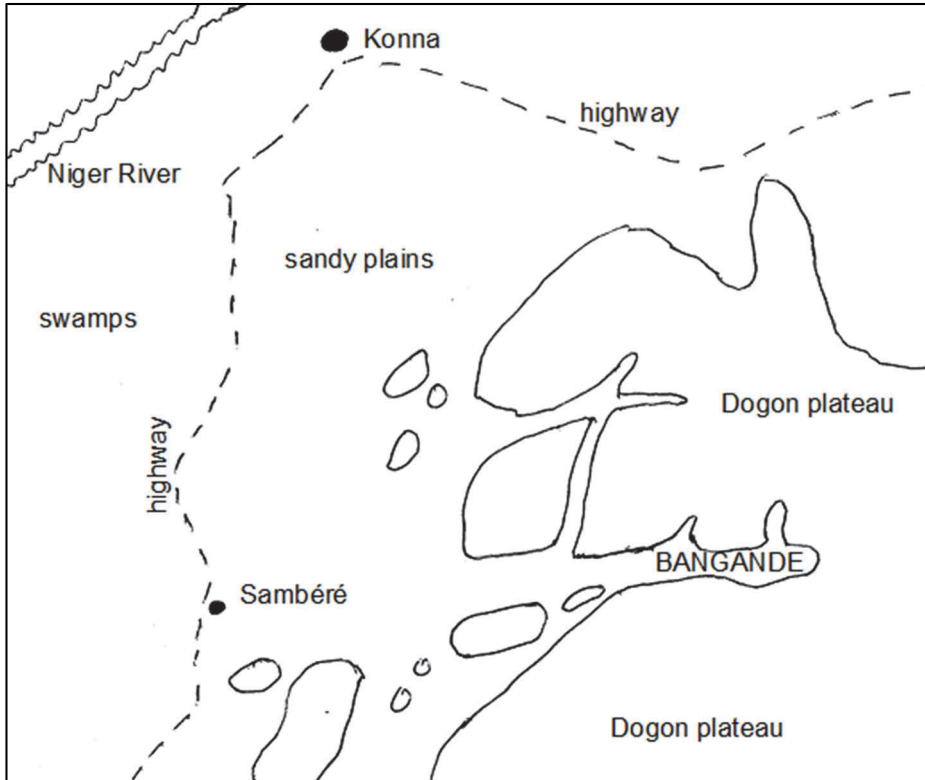 Konna
highway
Niger River
sandy plains
swamps
Dogon plateau
highway
BANGANDE
Sambéré
Dogon plateau